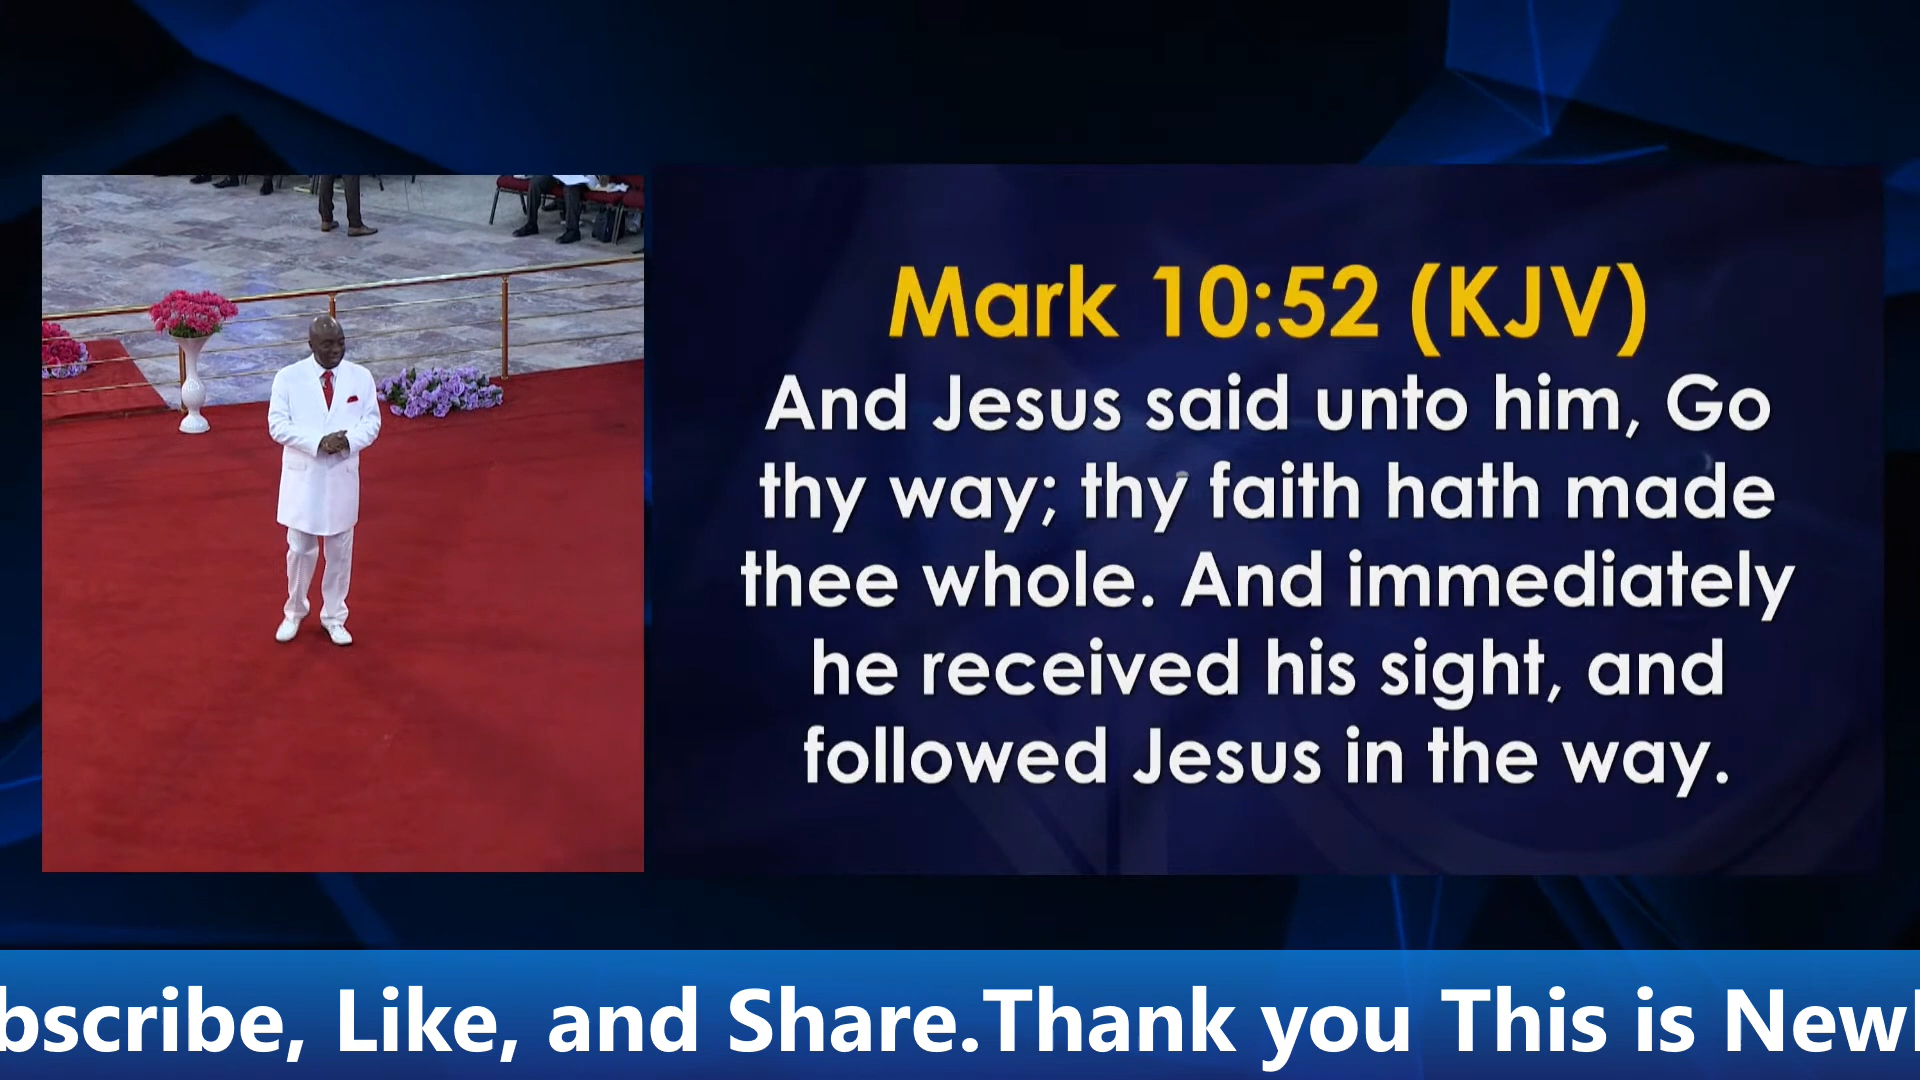 Mark 10:52 (KJV)
And Jesus said unto him, Go
thy way; thy faith hath made
thee whole. And immediately
he received his sight, and
followed Jesus in the way.
bscribe, Like, and Share.Thank you This is New